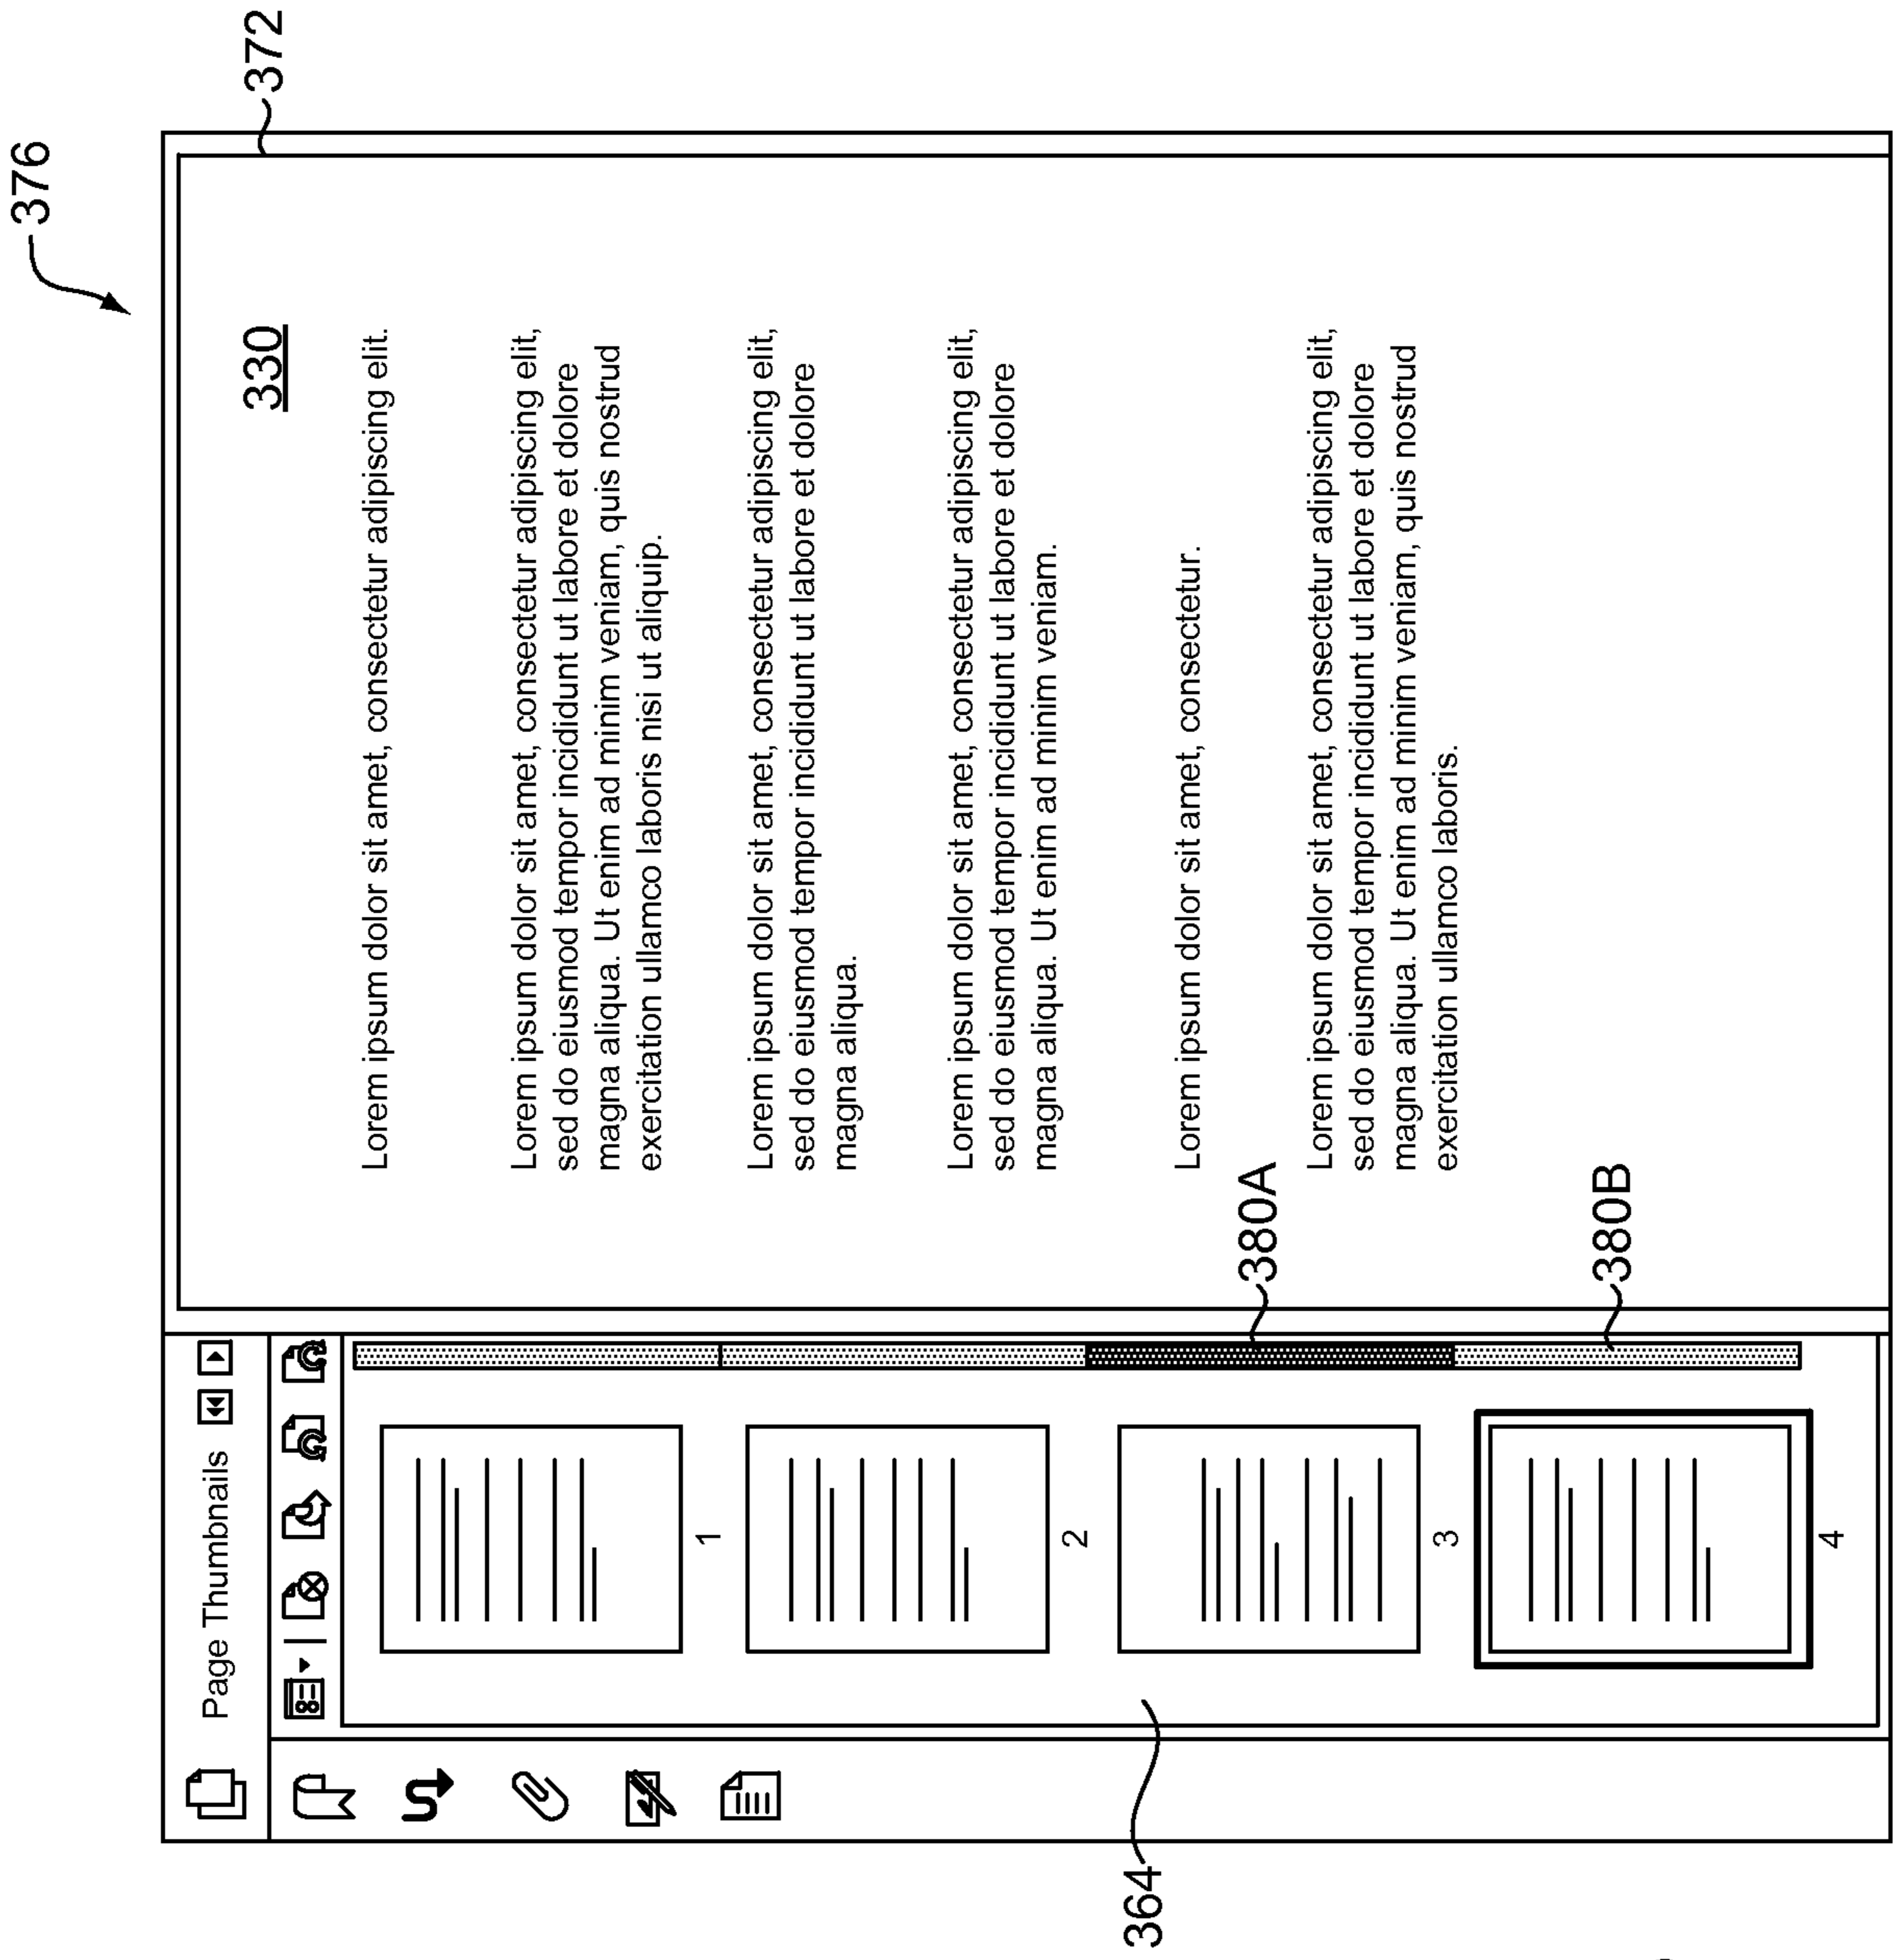 376
372
Page Thumbnails
330
Lorem ipsum dolor sit amet, consectetur adipiscing elit.
Lorem ipsum dolor sit amet, consectetur adipiscing elit,
sed do eiusmod tempor incididunt ut labore et dolore
magna aliqua. Ut enim ad minim veniam, quis nostrud
exercitation ullamco laboris nisi ut aliquip.
Lorem ipsum dolor sit amet, consectetur adipiscing elit,
sed do eiusmod tempor incididunt ut labore et dolore
magna aliqua.
Lorem ipsum dolor sit amet, consectetur adipiscing elit,
sed do eiusmod tempor incididunt ut labore et dolore
magna aliqua. Ut enim ad minim veniam.
Lorem ipsum dolor sit amet, consectetur.
Lorem ipsum dolor sit amet, consectetur adipiscing elit,
sed do eiusmod tempor incididunt ut labore et dolore
magna aliqua. Ut enim ad minim veniam, quis nostrud
exercitation ullamco laboris.
1
2
3
4
380A
380B
364